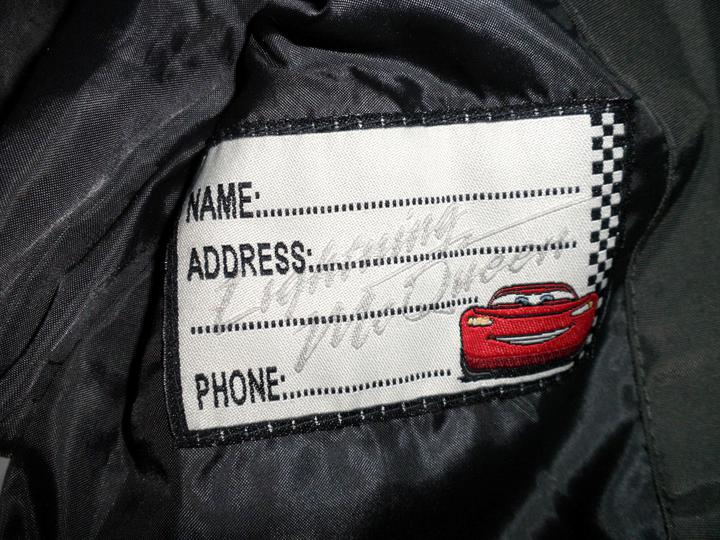 NAME:
ADDRESS:
Lightning
McQueen
PHONE: